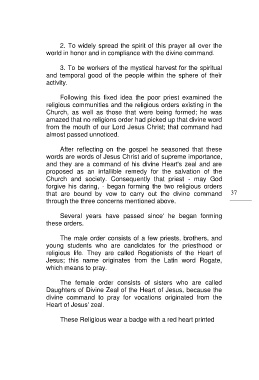 2. To widely spread the spirit of this prayer all over the
world in honor and in compliance with the divine command.
3. To be workers of the mystical harvest for the spiritual
and temporal good of the people within the sphere of their
activity.
Following this fixed idea the poor priest examined the
religious communities and the religious orders existing in the
Church, as well as those that were being formed; he was
amazed that no religions order had picked up that divine word
from the mouth of our Lord Jesus Christ; that command had
almost passed unnoticed.
After reflecting on the gospel he seasoned that these
words are words of Jesus Christ arid of supreme importance,
and they are a command of his divine Heart's zeal and are
proposed as an infallible remedy for the salvation of the
Church and society. Consequently that priest - may God
forgive his daring, - began forming the two religious orders
that are bound by vow to carry out the divine command
through the three concerns mentioned above.
37
Several years have passed since' he began forming
these orders.
The male order consists of a few priests, brothers, and
young students who are candidates for the priesthood or
religious life. They are called Rogationists of the Heart of
Jesus; this name originates from the Latin word Rogate,
which means to pray.
The female order consists of sisters who are called
Daughters of Divine Zeal of the Heart of Jesus, because the
divine command to pray for vocations originated from the
Heart of Jesus' zeal.
These Religious wear a badge with a red heart printed